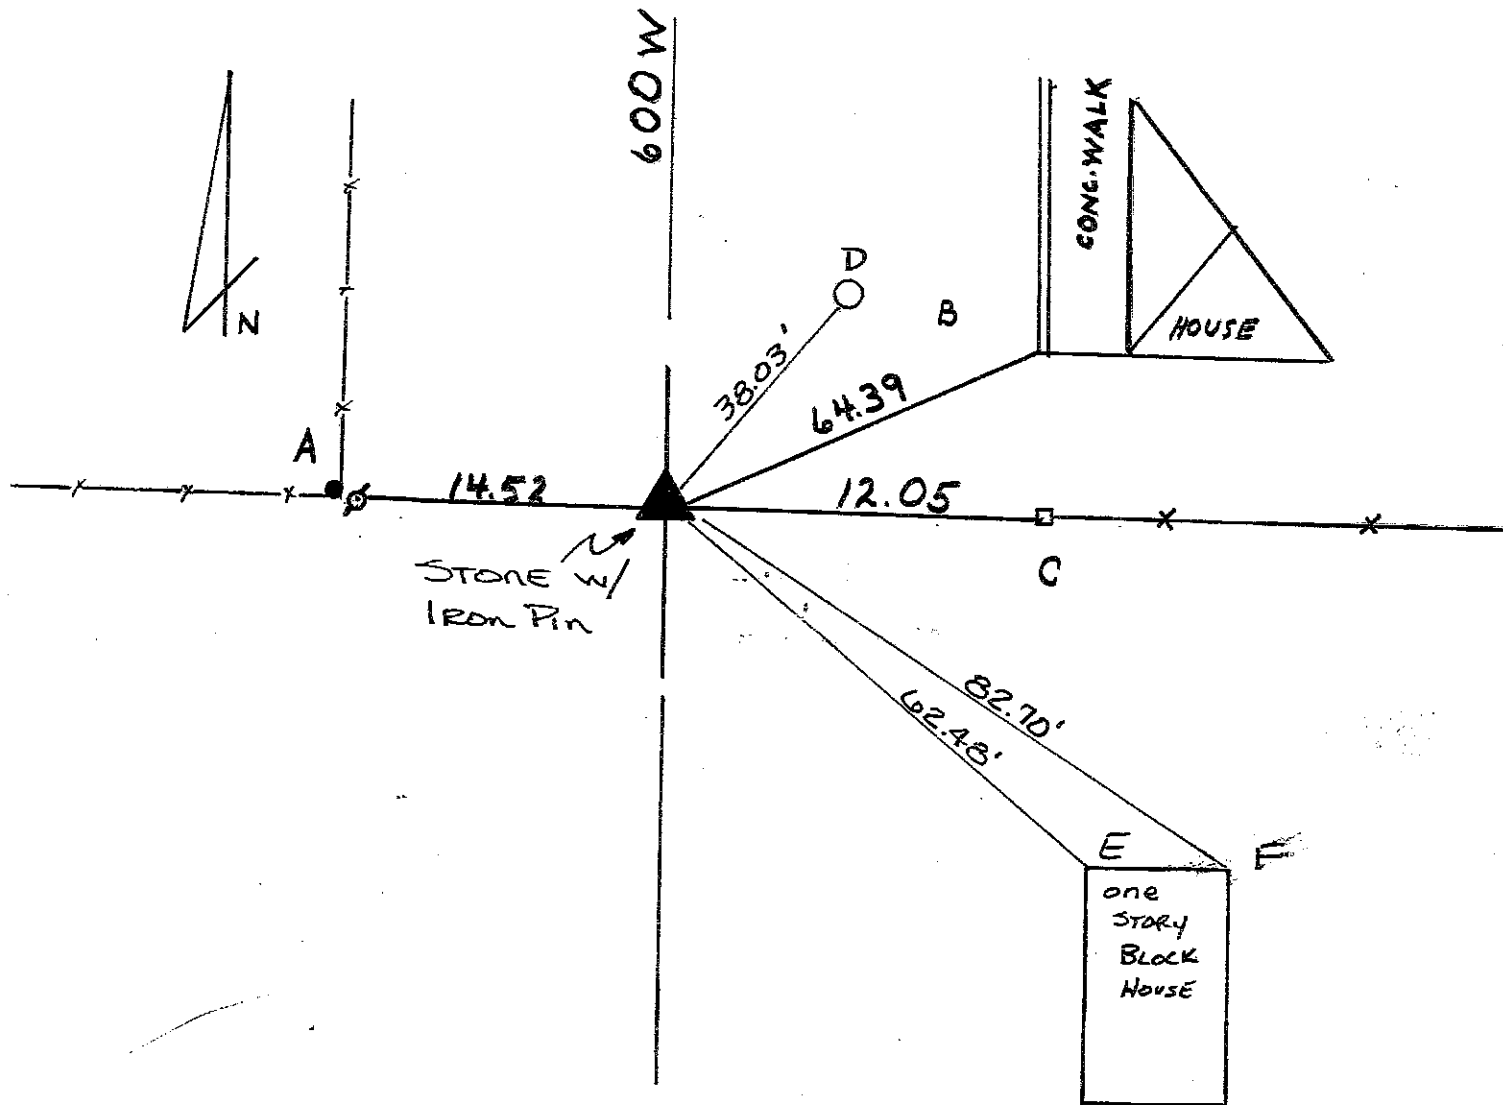 600 W
CONC. WALK
N
D
B
HOUSE
38.03'
64.39
A
14.52
12.05
STONE w/
IRON PIN
C
82.70'
62.48'
E
F
one
STORY
BLOCK
HOUSE